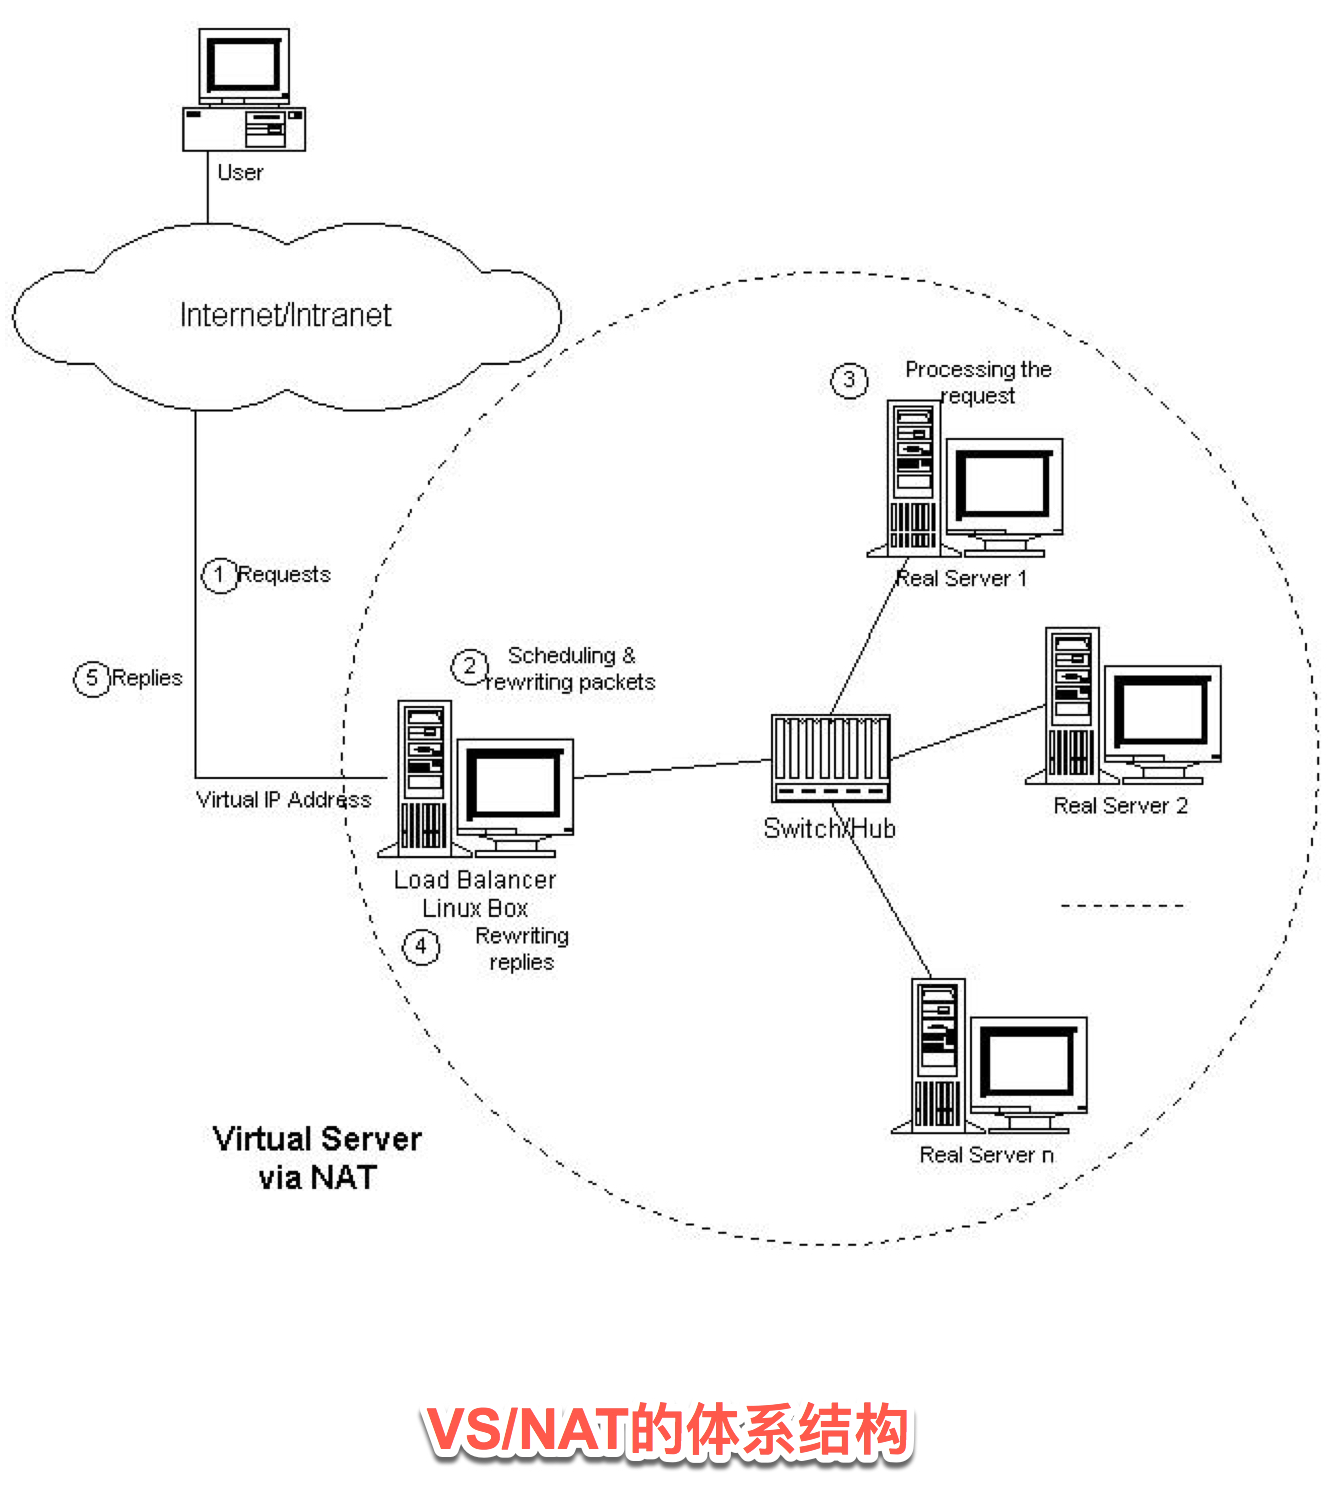 User
Internet/Intranet
3
Processing the
request
Real Server 1
1
Requests
2
Scheduling &
rewriting packets
5
Replies
Virtual IP Address
Real Server 2
Switch/Hub
Load Balancer
Linux Box
4
Rewriting
replies
Real Server n
Virtual Server
via NAT
VS/NAT的体系结构